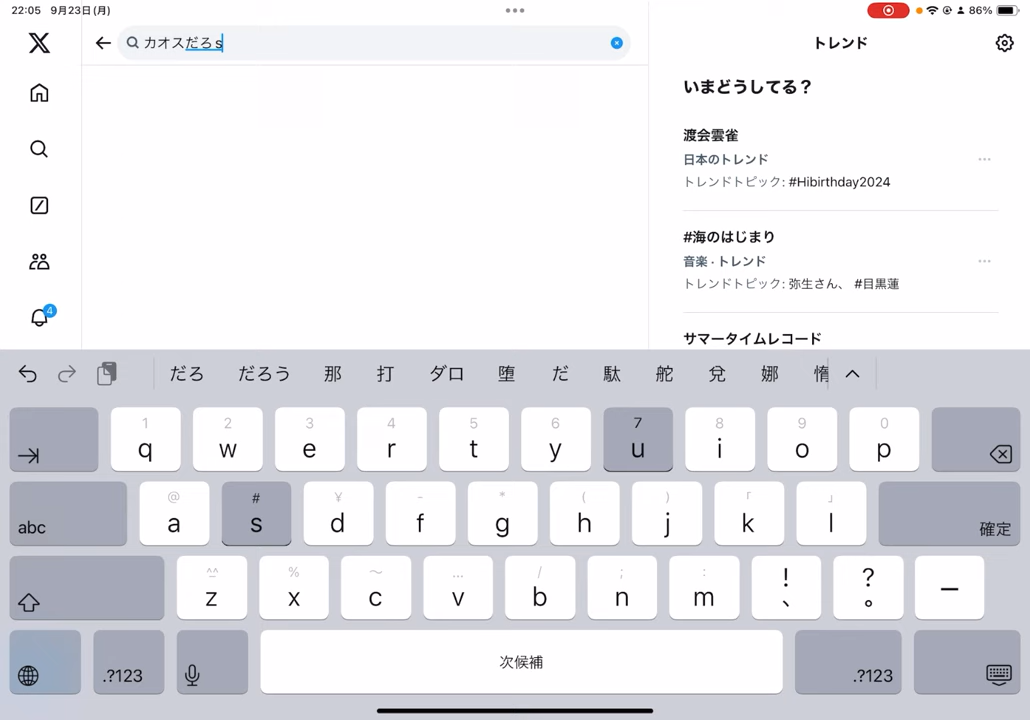 22:05 9月23日(月)
86%
カオスだろs
トレンド
いまどうしてる？
渡会雲雀
日本のトレンド
トレンドトピック: #Hibirthday2024
#海のはじまり
音楽・トレンド
トレンドトピック: 弥生さん、 #目黒蓮
サマータイムレコード
4
だろ だろう 那 打 ダロ 堕 だ 駄 舵 兌 娜 惰
1 2 3 4 5 6 7 8 9 0
q w e r t y u i o p
@ # ¥ - * ( ) 「 」
abc a s d f g h j k l 確定
^^ % 〜 … / ; : ! ?
z x c v b n m 、 。 ー
.?123 次候補 .?123